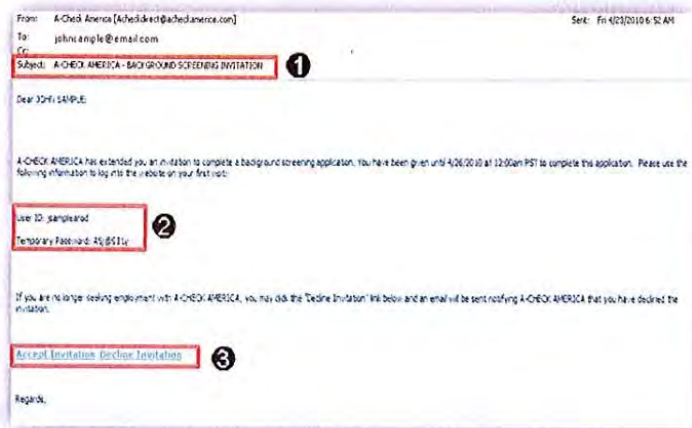 From: A-Check America [Acheckdirect@acheckamerica.com] Sent: Fri 4/23/2010 6:52 AM
To: johnsample@email.com
Cc:
Subject: A-CHECK AMERICA - BACKGROUND SCREENING INVITATION ❶
Dear JOHN SAMPLE:
A-CHECK AMERICA has extended you an invitation to complete a background screening application. You have been given until 4/26/2010 at 12:00am PST to complete this application. Please use the
following information to log into the website on your first visit:
User ID: jsamplearod
❷
Temporary Password:
If you are no longer seeking employment with A-CHECK AMERICA, you may click the "Decline Invitation" link below and an email will be sent notifying A-CHECK AMERICA that you have declined the
invitation.
Accept Invitation Decline Invitation ❸
Regards,